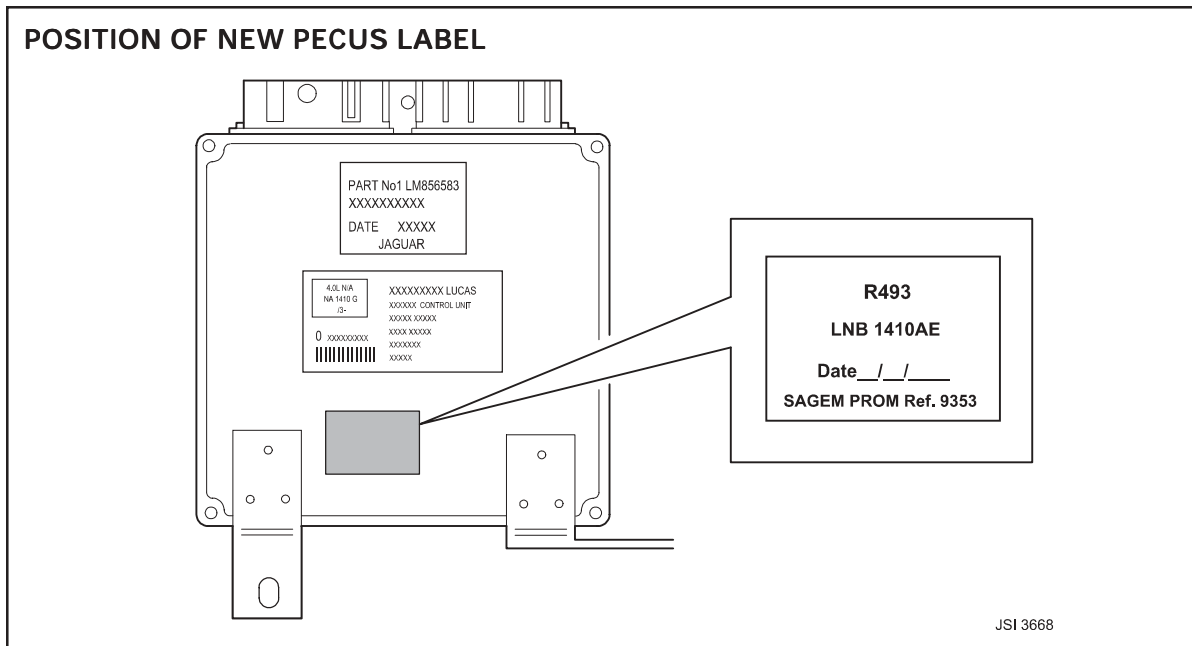 POSITION OF NEW PECUS LABEL
PART No1 LM856583
XXXXXXXXXX
DATE XXXXX
JAGUAR
4.0L N/A
NA 1410 G
/3-
0 xxxxxxxxx
XXXXXXXXX LUCAS
XXXXXX CONTROL UNIT
XXXXX XXXXX
XXXX XXXXX
XXXXXXX
XXXXX
R493
LNB 1410AE
Date__/__/____
SAGEM PROM Ref. 9353
JSI 3668